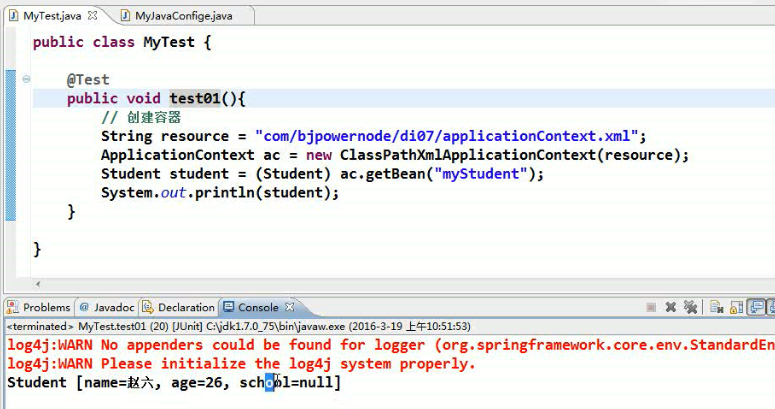 MyTest.java MyJavaConfige.java
public class MyTest {
@Test
public void test01(){
// 创建容器
String resource = "com/bjpowernode/di07/applicationContext.xml";
ApplicationContext ac = new ClassPathXmlApplicationContext(resource);
Student student = (Student) ac.getBean("myStudent");
System.out.println(student);
}
}
Problems @ Javadoc Declaration Console
<terminated> MyTest.test01 (20) [JUnit] C:\jdk1.7.0_75\bin\javaw.exe (2016-3-19 上午10:51:53)
log4j:WARN No appenders could be found for logger (org.springframework.core.env.StandardEn
log4j:WARN Please initialize the log4j system properly.
Student [name=赵六, age=26, school=null]